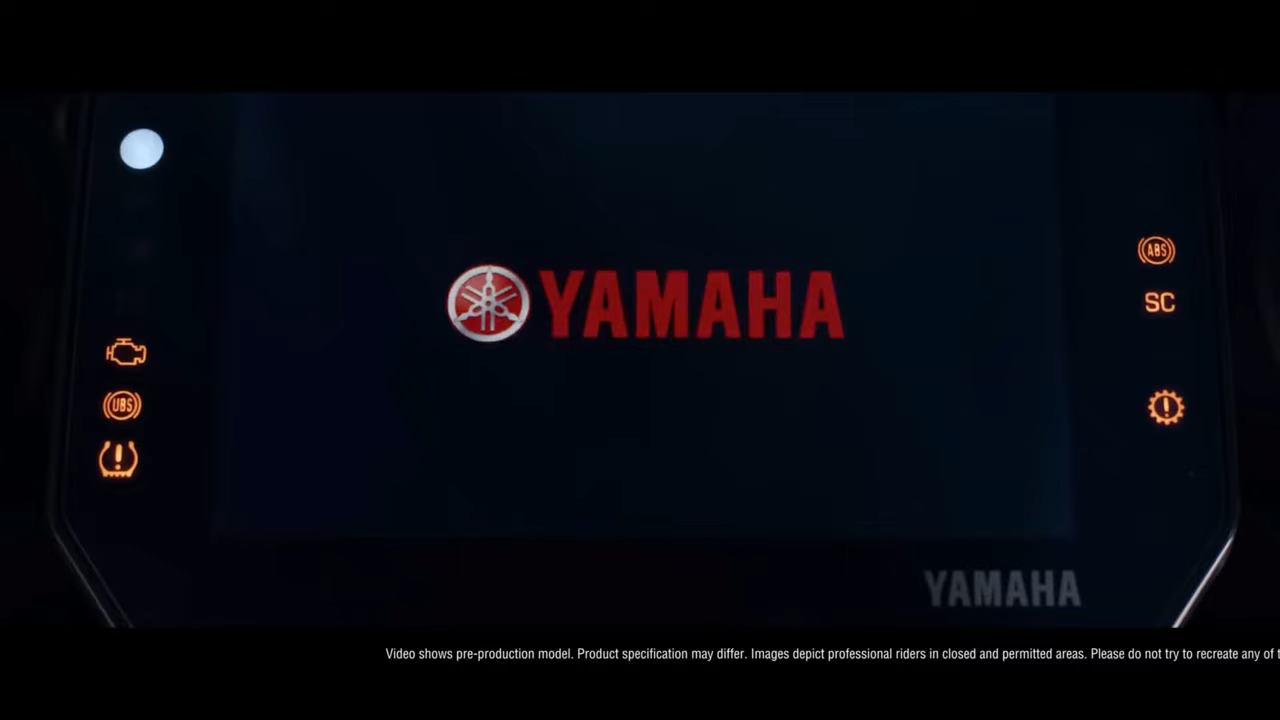 YAMAHA
ABS
SC
UBS
!
!
YAMAHA
Video shows pre-production model. Product specification may differ. Images depict professional riders in closed and permitted areas. Please do not try to recreate any of